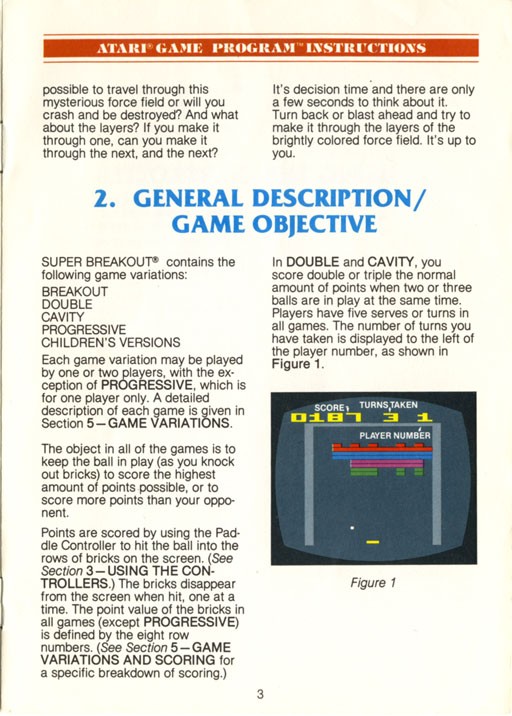 ATARI® GAME PROGRAM™ INSTRUCTIONS
possible to travel through this
mysterious force field or will you
crash and be destroyed? And what
about the layers? If you make it
through one, can you make it
through the next, and the next?
It's decision time and there are only
a few seconds to think about it.
Turn back or blast ahead and try to
make it through the layers of the
brightly colored force field. It's up to
you.
2. GENERAL DESCRIPTION/
GAME OBJECTIVE
SUPER BREAKOUT® contains the
following game variations:
BREAKOUT
DOUBLE
CAVITY
PROGRESSIVE
CHILDREN'S VERSIONS
Each game variation may be played
by one or two players, with the ex-
ception of PROGRESSIVE, which is
for one player only. A detailed
description of each game is given in
Section 5—GAME VARIATIONS.
The object in all of the games is to
keep the ball in play (as you knock
out bricks) to score the highest
amount of points possible, or to
score more points than your oppo-
nent.
Points are scored by using the Pad-
dle Controller to hit the ball into the
rows of bricks on the screen. (See
Section 3—USING THE CON-
TROLLERS.) The bricks disappear
from the screen when hit, one at a
time. The point value of the bricks in
all games (except PROGRESSIVE)
is defined by the eight row
numbers. (See Section 5—GAME
VARIATIONS AND SCORING for
a specific breakdown of scoring.)
In DOUBLE and CAVITY, you
score double or triple the normal
amount of points when two or three
balls are in play at the same time.
Players have five serves or turns in
all games. The number of turns you
have taken is displayed to the left of
the player number, as shown in
Figure 1.
SCORE TURNS TAKEN
0187 3 1
PLAYER NUMBER
Figure 1
3